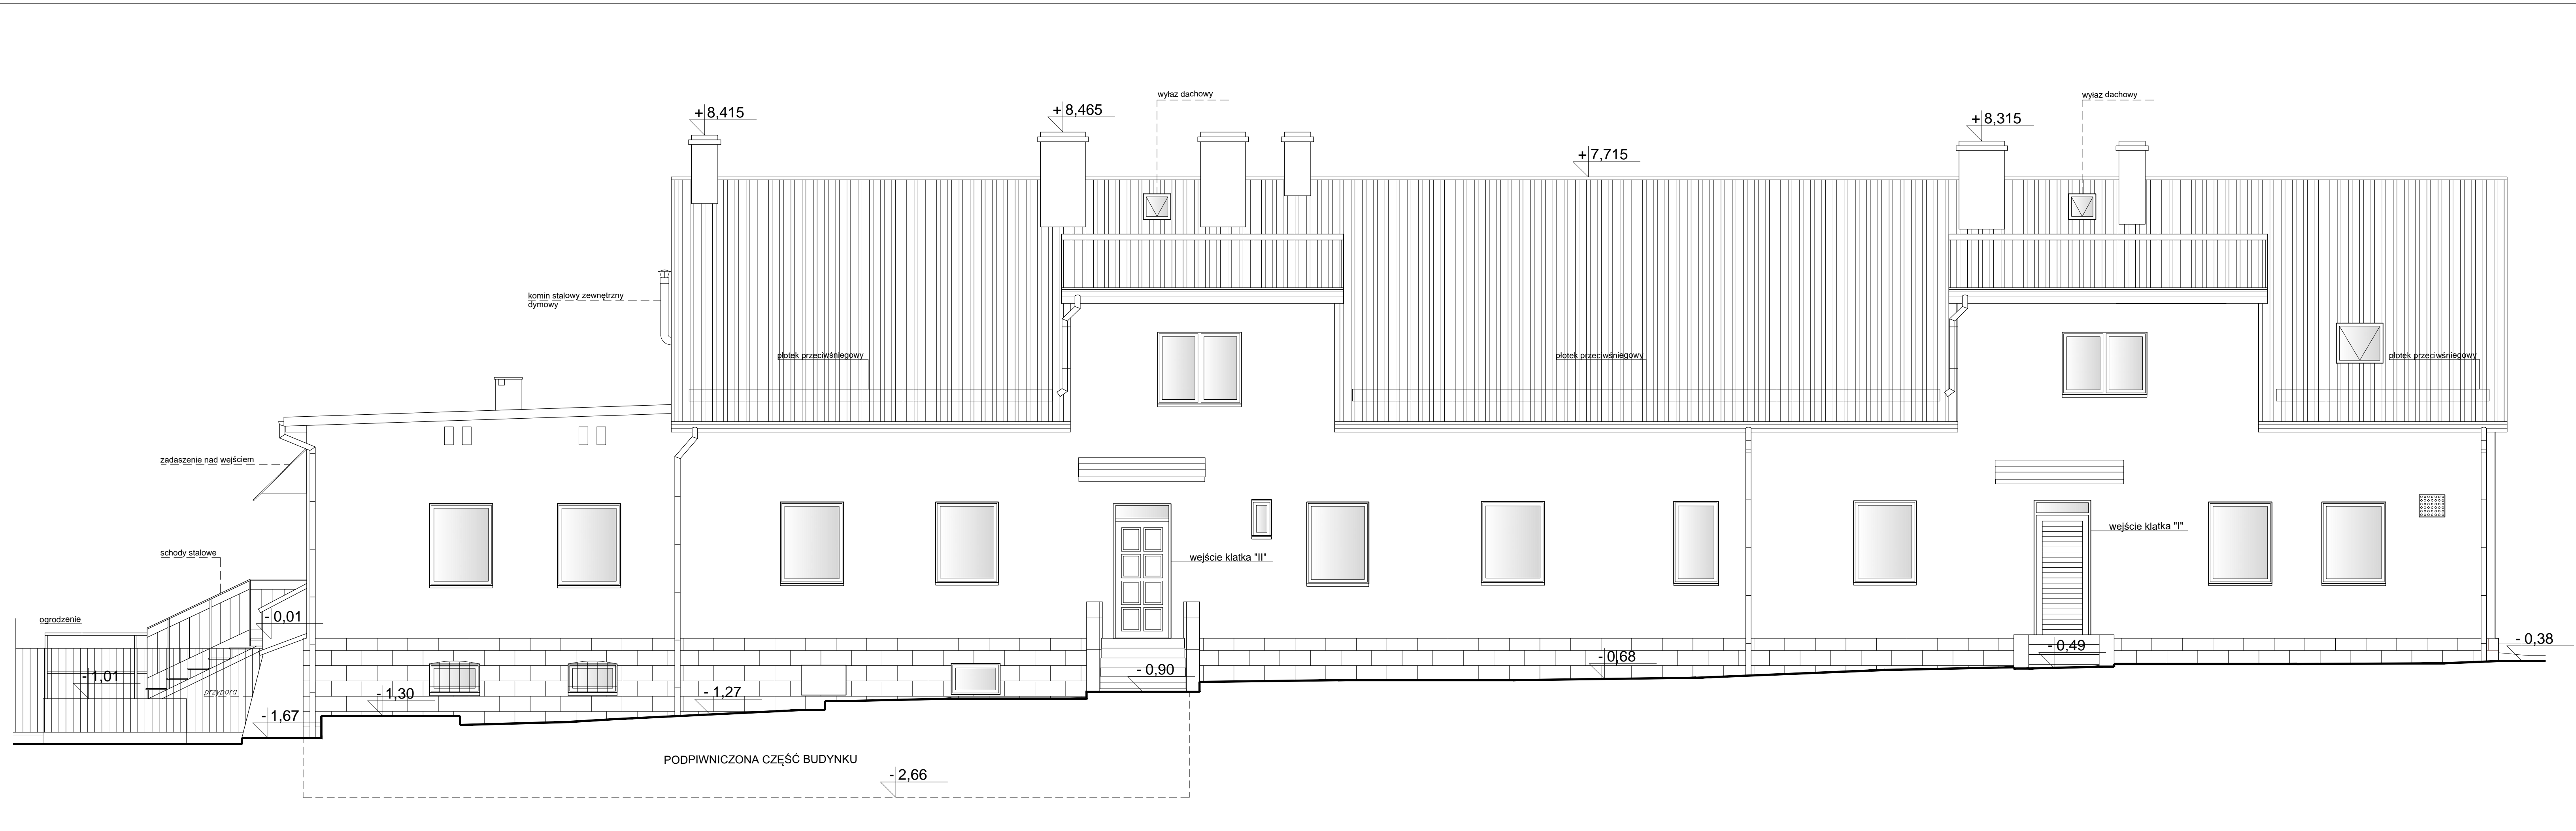 wyłaz dachowy
wyłaz dachowy
+ 8,415
+ 8,465
+ 8,315
+ 7,715
komin stalowy zewnętrzny
dymowy
płotek przeciwśniegowy
płotek przeciwśniegowy
płotek przeciwśniegowy
zadaszenie nad wejściem
schody stalowe
wejście klatka "II"
wejście klatka "I"
ogrodzenie
- 0,01
- 1,01
przypora
- 1,67
- 1,30
- 1,27
- 0,90
- 0,68
- 0,49
- 0,38
PODPIWNICZONA CZĘŚĆ BUDYNKU
- 2,66